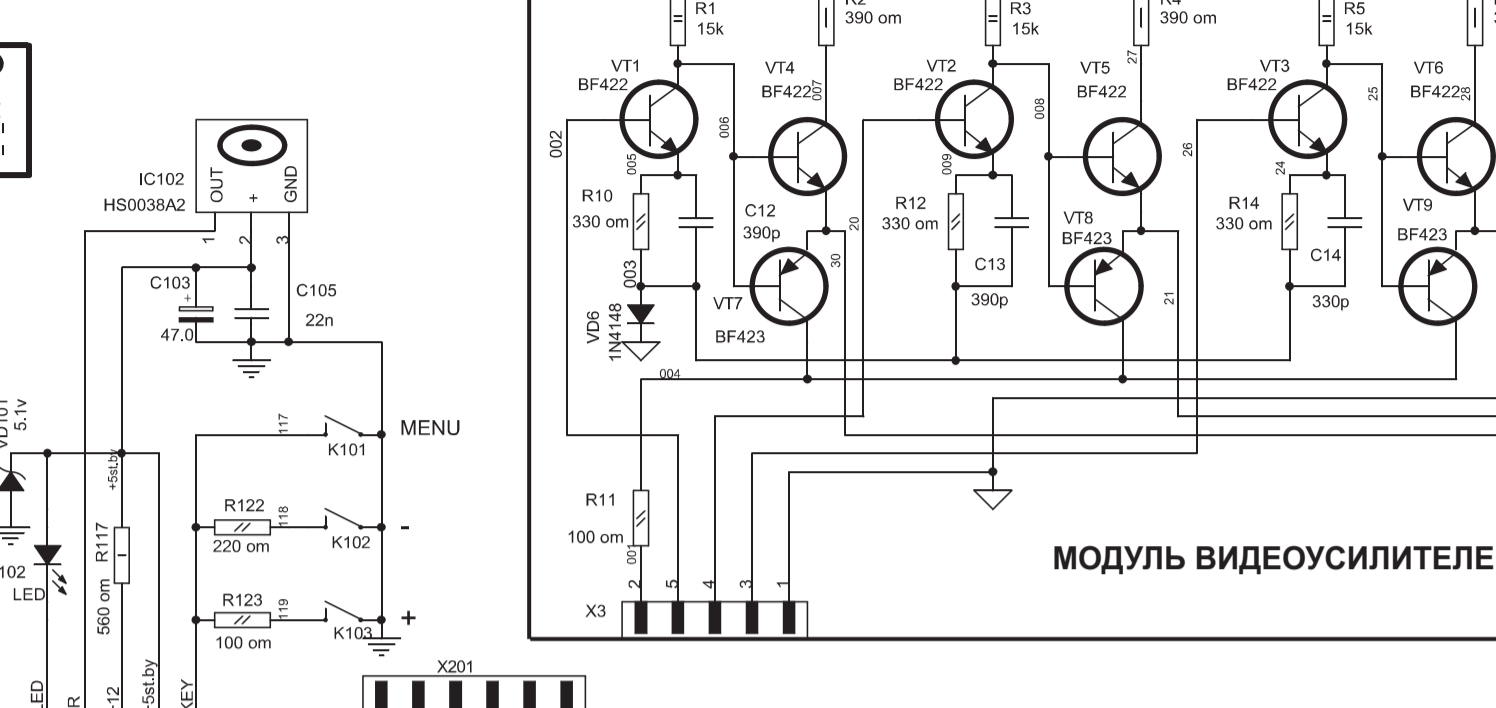 R1
15k
390 om
R3
15k
390 om
R5
15k
VT1
BF422
VT4
BF422
007
VT2
BF422
VT5
BF422
27
VT3
BF422
VT6
BF422
28
002
006
005
008
009
26
25
24
IC102
HS0038A2
OUT
+
GND
1
2
3
R10
330 om
C12
390p
20
30
003
VD6
1N4148
VT7
BF423
R12
330 om
C13
390p
VT8
BF423
21
R14
330 om
C14
330p
VT9
BF423
004
C103
+
47.0
C105
22n
VD101
5.1v
+5st.by
117
K101
MENU
R122
220 om
118
K102
-
R123
100 om
119
K103
+
R117
560 om
102
LED
R11
100 om
001
2
5
4
3
1
X3
МОДУЛЬ ВИДЕОУСИЛИТЕЛЕ
X201
LED
R
-12
-5st.by
KEY